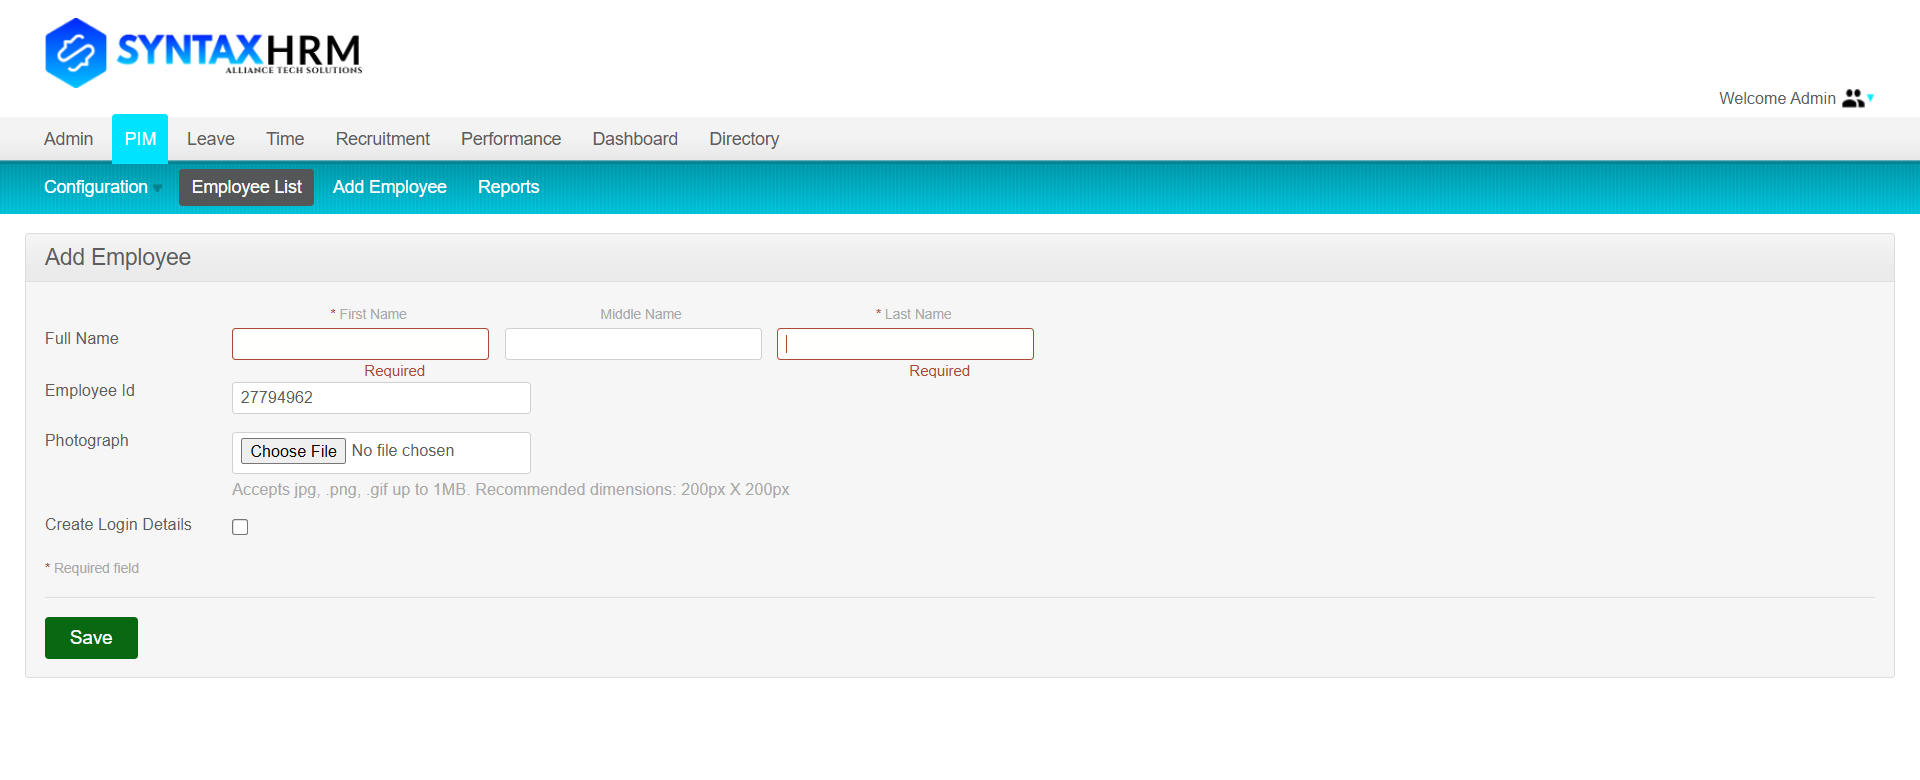 SYNTAXHRM
ALLIANCE TECH SOLUTIONS
Welcome Admin
Admin PIM Leave Time Recruitment Performance Dashboard Directory
Configuration Employee List Add Employee Reports
Add Employee
* First Name Middle Name * Last Name
Full Name
Required Required
Employee Id 27794962
Photograph Choose File No file chosen
Accepts jpg, .png, .gif up to 1MB. Recommended dimensions: 200px X 200px
Create Login Details
* Required field
Save